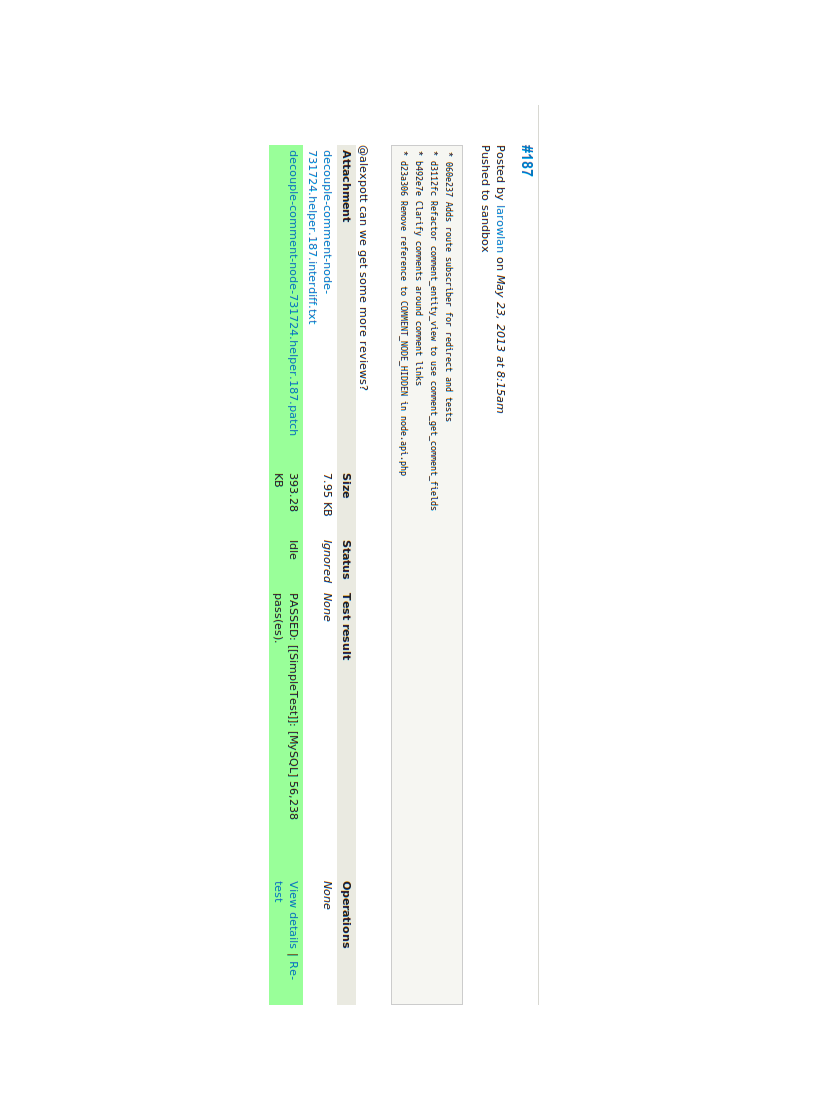 #187
Posted by larowlan on May 23, 2013 at 8:15am
Pushed to sandbox
* 060e237 Adds route subscriber for redirect and tests
* d3112fc Refactor comment_entity_view to use comment_get_comment_fields
* b492e7e Clarify comments around comment links
* d23a306 Remove reference to COMMENT_NODE_HIDDEN in node.api.php
@alexpott can we get some more reviews?
Attachment Size Status Test result Operations
decouple-comment-node- 7.95 KB Ignored None None
731724.helper.187.interdiff.txt
decouple-comment-node-731724.helper.187.patch 393.28 Idle PASSED: [[SimpleTest]]: [MySQL] 56,238 View details | Re-
KB pass(es). test